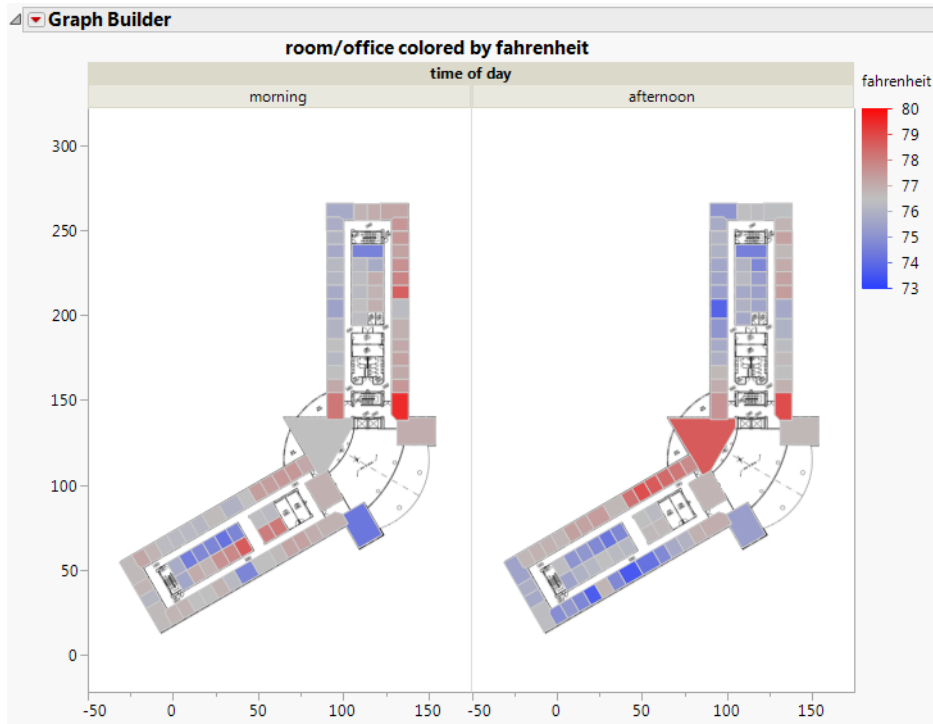 Graph Builder
room/office colored by fahrenheit
time of day
morning afternoon
fahrenheit
80
79
78
77
76
75
74
73
300
250
200
150
100
50
0
-50 0 50 100 150 -50 0 50 100 150